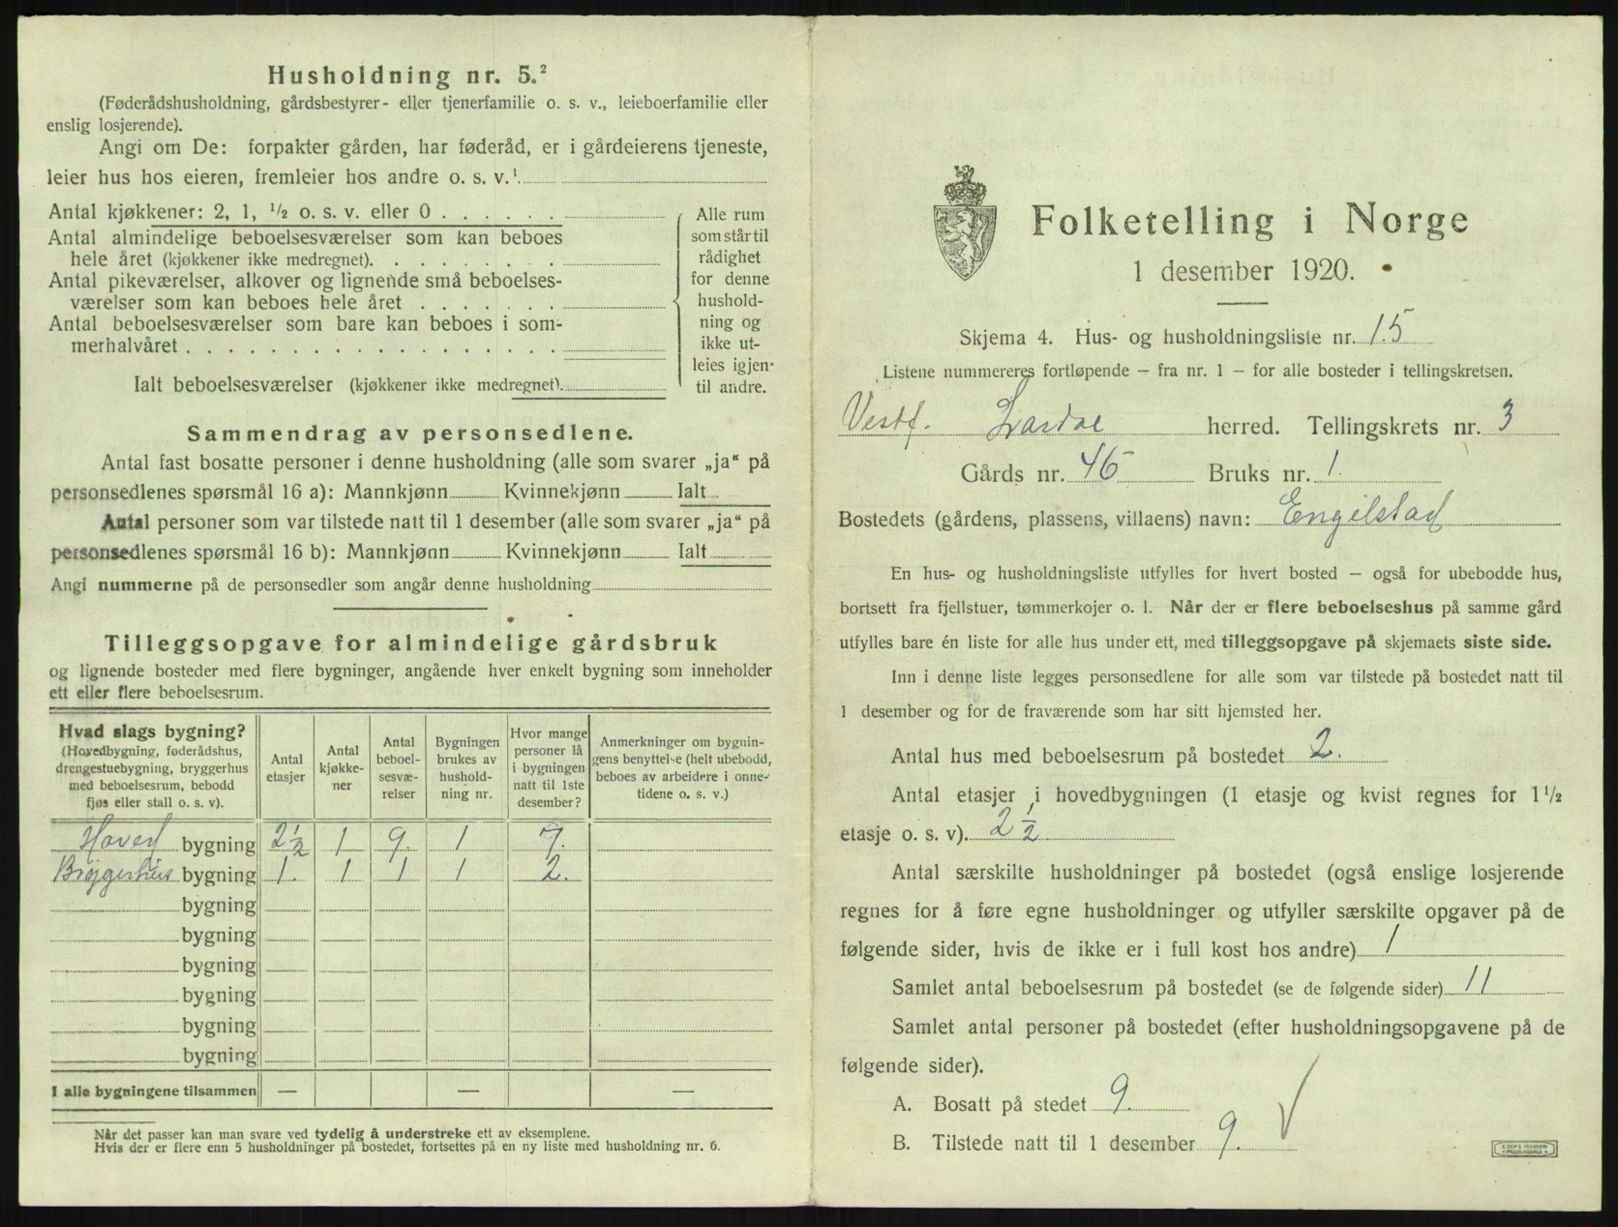 Husholdning nr. 5.²
(Føderådshusholdning, gårdsbestyrer- eller tjenerfamilie o. s. v., leieboerfamilie eller
enslig losjerende).
Angi om De: forpakter gården, har føderåd, er i gårdeierens tjeneste,
leier hus hos eieren, fremleier hos andre o. s. v.¹
Antal kjøkkener: 2, 1, ½ o. s. v. eller 0 . . . . . .
Antal almindelige beboelsesværelser som kan beboes
hele året (kjøkkener ikke medregnet). . . . . . . .
Antal pikeværelser, alkover og lignende små beboelses-
værelser som kan beboes hele året . . . . . . .
Antal beboelsesværelser som bare kan beboes i som-
merhalvåret . . . . . . . . . . . . . . . . . .
Ialt beboelsesværelser (kjøkkener ikke medregnet).
Alle rum
som står til
rådighet
for denne
hushold-
ning og
ikke ut-
leies igjen
til andre.
Sammendrag av personsedlene.
Antal fast bosatte personer i denne husholdning (alle som svarer „ja“ på
personsedlenes spørsmål 16 a): Mannkjønn Kvinnekjønn Ialt
Antal personer som var tilstede natt til 1 desember (alle som svarer „ja“ på
personsedlenes spørsmål 16 b): Mannkjønn Kvinnekjønn Ialt
Angi nummerne på de personsedler som angår denne husholdning
Tilleggsopgave for almindelige gårdsbruk
og lignende bosteder med flere bygninger, angående hver enkelt bygning som inneholder
ett eller flere beboelsesrum.
Hvad slags bygning?
(Hovedbygning, føderådshus,
drengestuebygning, bryggerhus
med beboelsesrum, bebodd
fjøs eller stall o. s. v).
Antal
etasjer
Antal
kjøkke-
ner
Antal
beboel-
sesvæ-
relser
Bygningen
brukes av
hushold-
ning nr.
Hvor mange
personer lå
i bygningen
natt til 1ste
desember?
Anmerkninger om bygnin-
gens benyttelse (helt ubebodd,
beboes av arbeidere i onne-
tidene o. s. v.)
Hoved bygning 2½ 1 9. 1 7.
Bryggerhus bygning 1. 1 1 1 2.
bygning
bygning
bygning
bygning
bygning
bygning
I alle bygningene tilsammen — — —
Når det passer kan man svare ved tydelig å understreke ett av eksemplene.
Hvis der er flere enn 5 husholdninger på bostedet, fortsettes på en ny liste med husholdning nr. 6.
Folketelling i Norge
1 desember 1920.
Skjema 4. Hus- og husholdningsliste nr. 15
Listene nummereres fortløpende — fra nr. 1 — for alle bosteder i tellingskretsen.
Vestf. Lardal herred. Tellingskrets nr. 3
Gårds nr. 46 Bruks nr. 1.
Bostedets (gårdens, plassens, villaens) navn: Engelstad
En hus- og husholdningsliste utfylles for hvert bosted — også for ubebodde hus,
bortsett fra fjellstuer, tømmerkojer o. l. Når der er flere beboelseshus på samme gård
utfylles bare én liste for alle hus under ett, med tilleggsopgave på skjemaets siste side.
Inn i denne liste legges personsedlene for alle som var tilstede på bostedet natt til
1 desember og for de fraværende som har sitt hjemsted her.
Antal hus med beboelsesrum på bostedet 2.
Antal etasjer i hovedbygningen (1 etasje og kvist regnes for 1½
etasje o. s. v). 2½
Antal særskilte husholdninger på bostedet (også enslige losjerende
regnes for å føre egne husholdninger og utfyller særskilte opgaver på de
følgende sider, hvis de ikke er i full kost hos andre) 1
Samlet antal beboelsesrum på bostedet (se de følgende sider) 11
Samlet antal personer på bostedet (efter husholdningsopgavene på de
følgende sider).
A. Bosatt på stedet 9.
B. Tilstede natt til 1 desember 9.